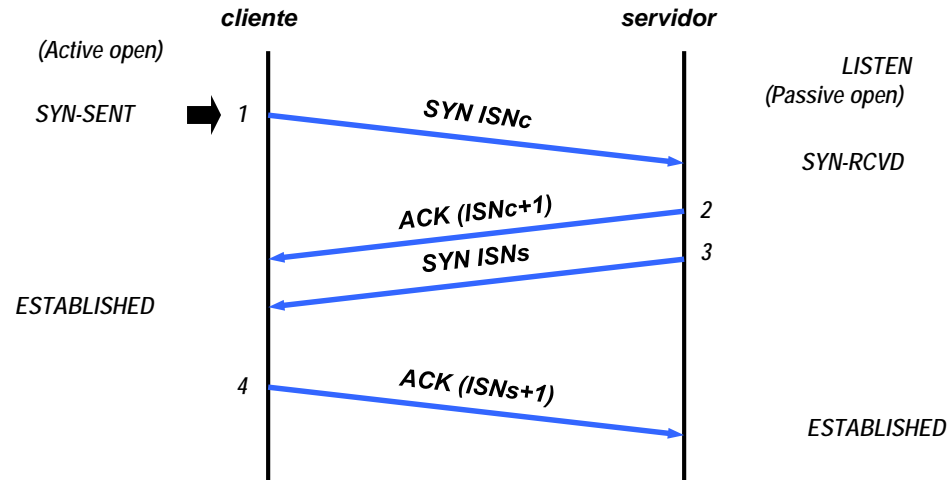 cliente
servidor
(Active open)
LISTEN
(Passive open)
SYN-SENT
1
SYN ISNc
SYN-RCVD
ACK (ISNc+1)
2
SYN ISNs
3
ESTABLISHED
4
ACK (ISNs+1)
ESTABLISHED